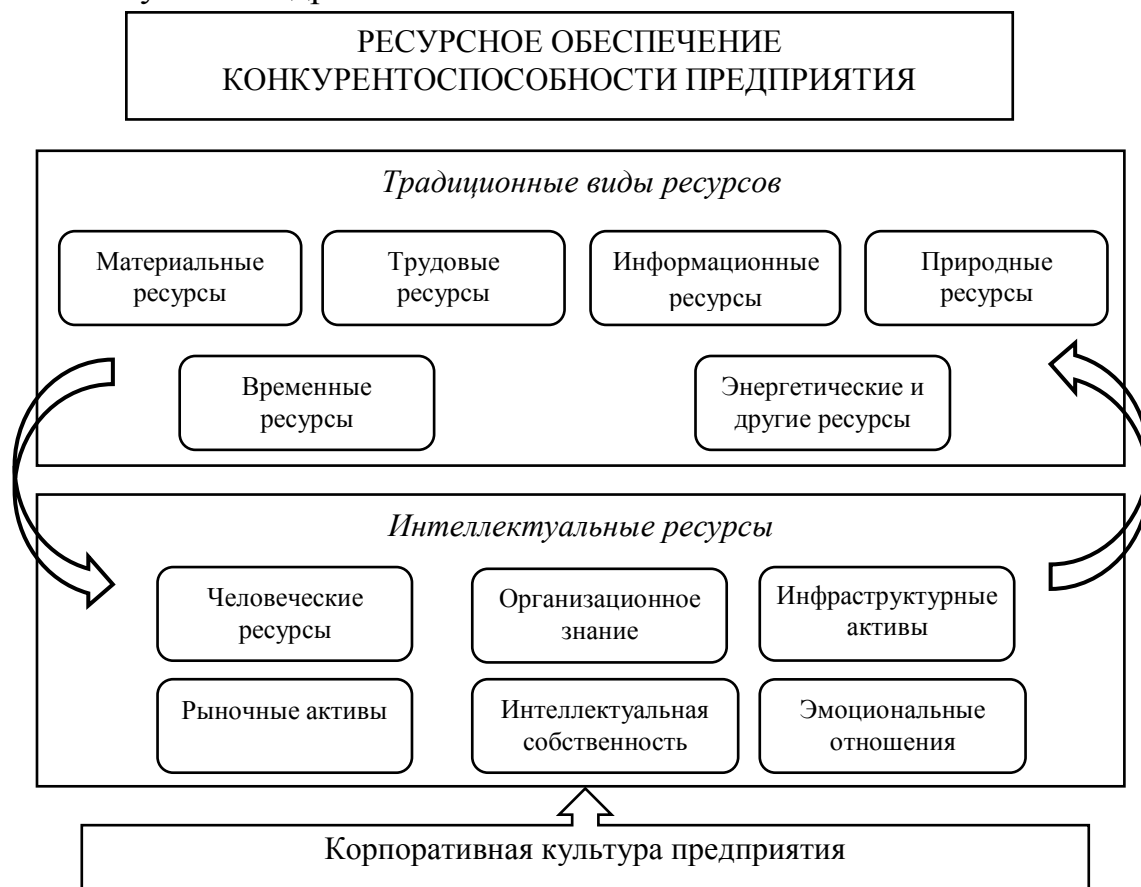 РЕСУРСНОЕ ОБЕСПЕЧЕНИЕ
КОНКУРЕНТОСПОСОБНОСТИ ПРЕДПРИЯТИЯ
Традиционные виды ресурсов
Материальные
ресурсы
Трудовые
ресурсы
Информационные
ресурсы
Природные
ресурсы
Временные
ресурсы
Энергетические и
другие ресурсы
Интеллектуальные ресурсы
Человеческие
ресурсы
Организационное
знание
Инфраструктурные
активы
Рыночные активы
Интеллектуальная
собственность
Эмоциональные
отношения
Корпоративная культура предприятия